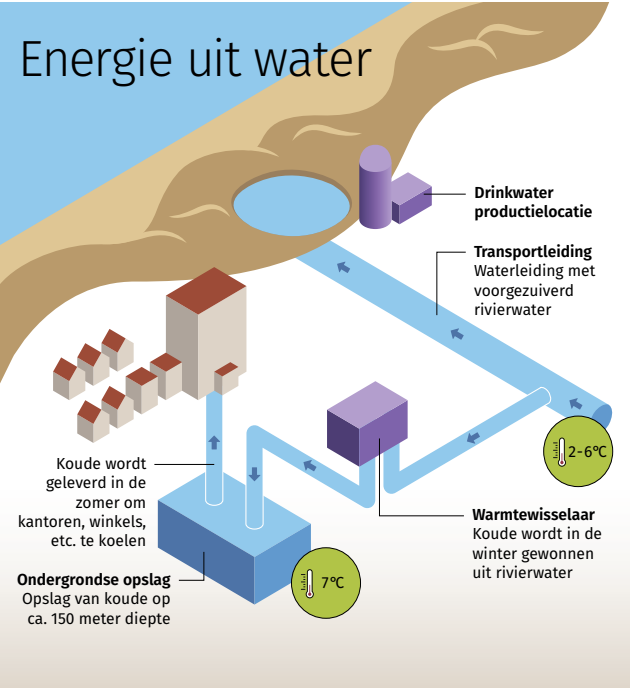 Energie uit water
Drinkwater
productielocatie
Transportleiding
Waterleiding met
voorgezuiverd
rivierwater
2-6°C
Koude wordt
geleverd in de
zomer om
kantoren, winkels,
etc. te koelen
Warmtewisselaar
Koude wordt in de
winter gewonnen
uit rivierwater
Ondergrondse opslag
Opslag van koude op
ca. 150 meter diepte
7°C